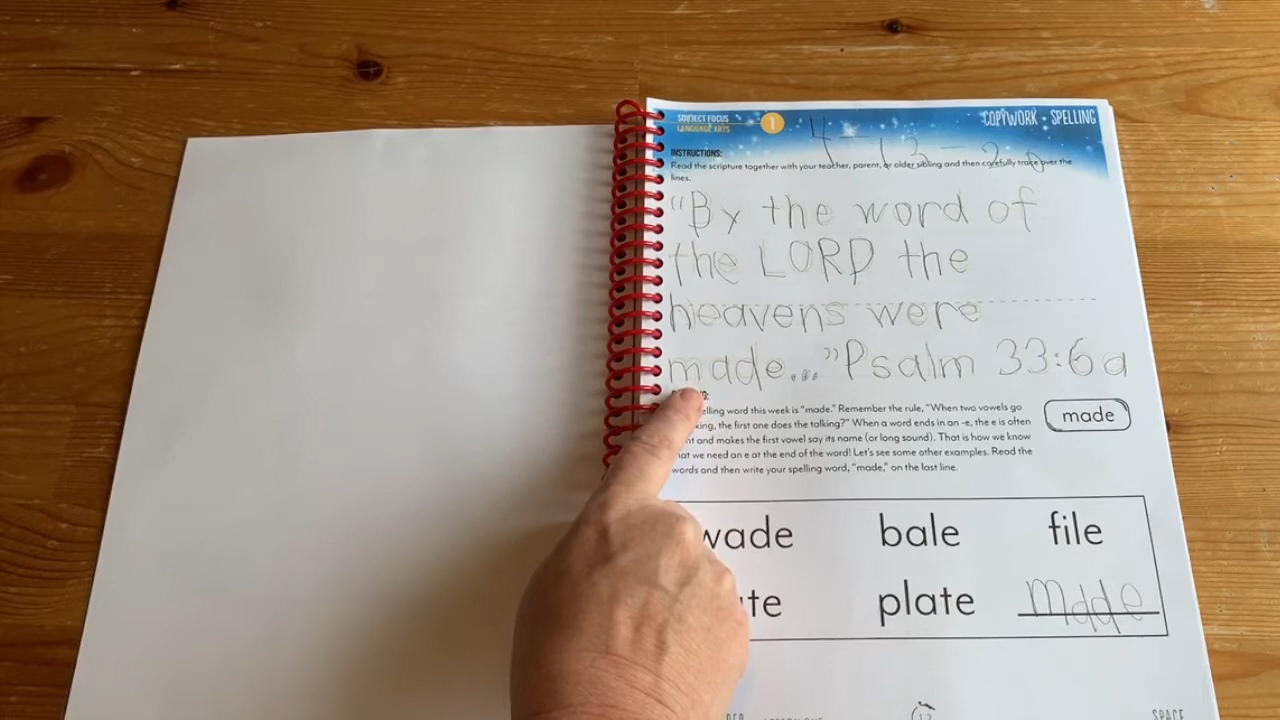 SUBJECT FOCUS
LANGUAGE ARTS
1
COPYWORK + SPELLING
4-13-20
INSTRUCTIONS:
Read the scripture together with your teacher, parent, or older sibling and then carefully trace over the
lines.
"By the word of
the LORD the
heavens were
made..." Psalm 33:6a
elling word this week is "made." Remember the rule, "When two vowels go
king, the first one does the talking?" When a word ends in an -e, the e is often
nt and makes the first vowel say its name (or long sound). That is how we know
at we need an e at the end of the word! Let's see some other examples. Read the
words and then write your spelling word, "made," on the last line.
made
wade bale file
te plate made
SPACE